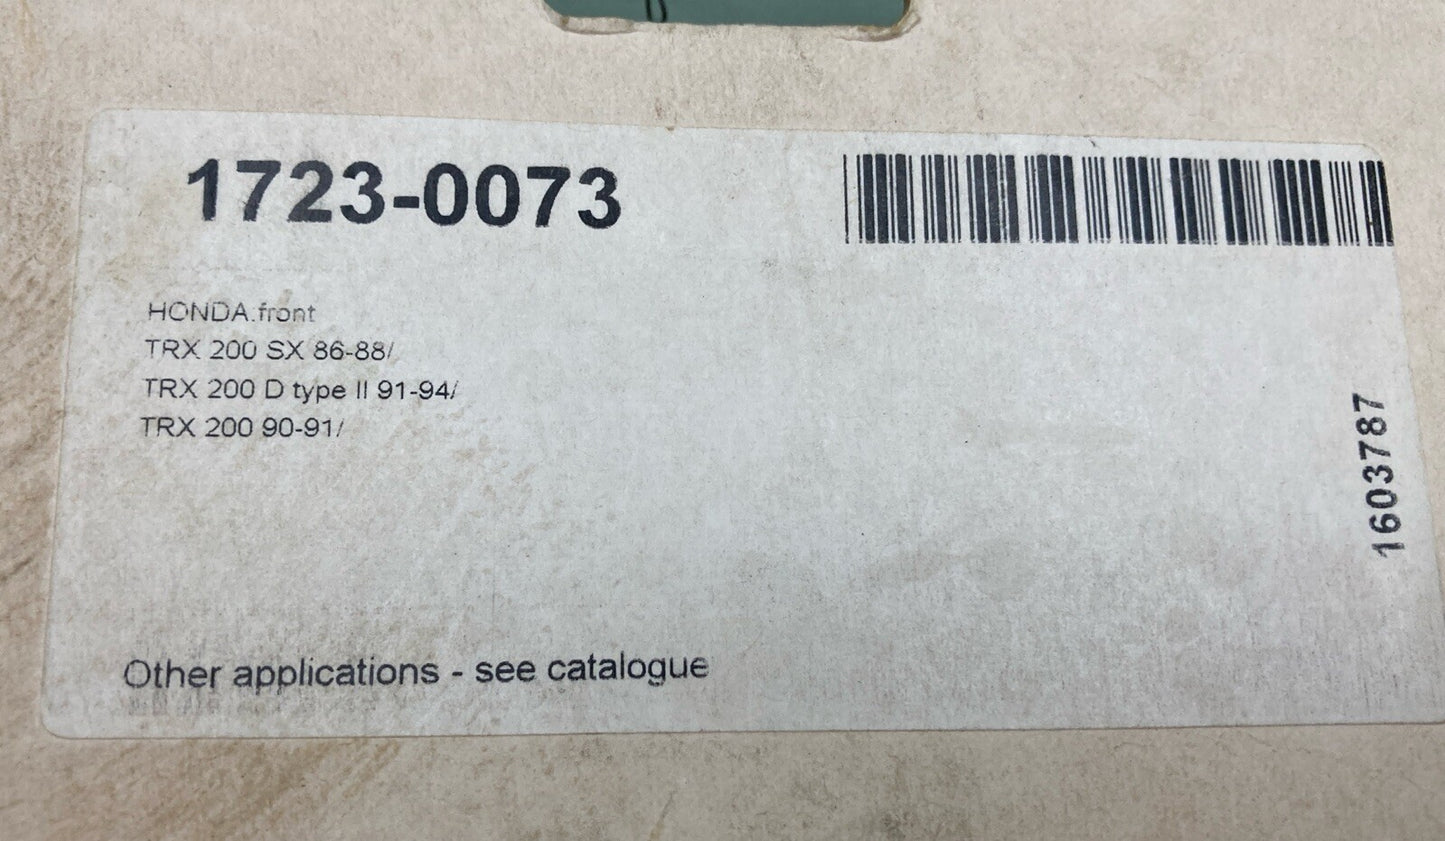 1723-0073
HONDA.front
TRX 200 SX 86-88/
TRX 200 D type II 91-94/
TRX 200 90-91/
1603787
Other applications - see catalogue